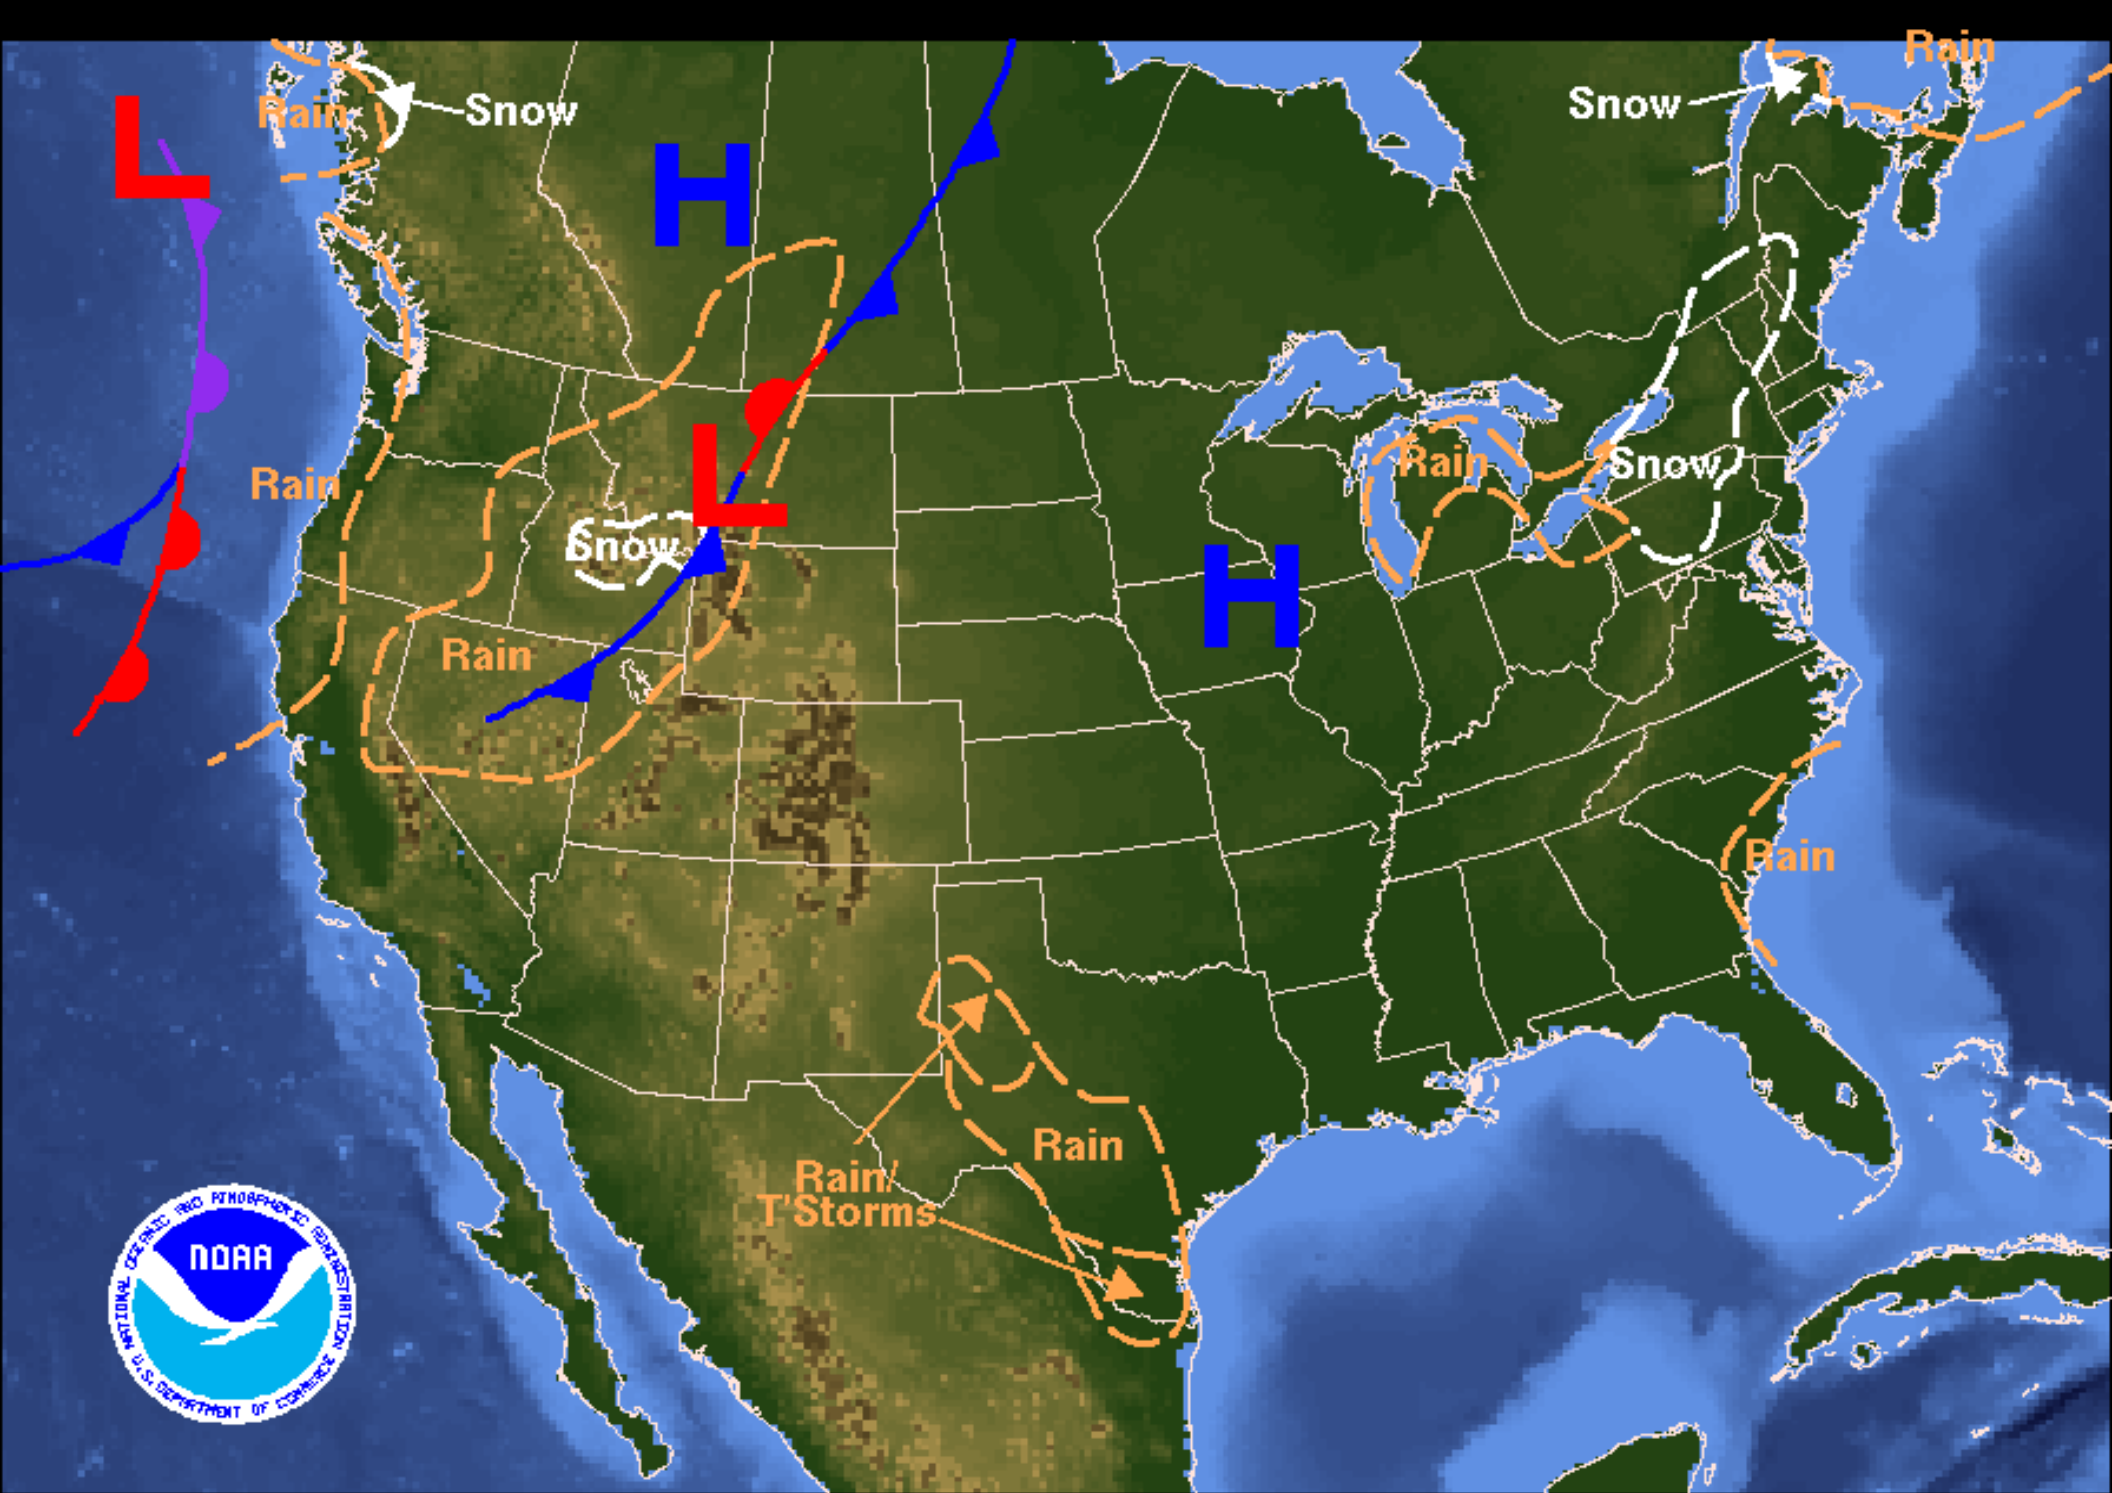 Rain
Rain
Snow
Snow
L
H
Rain
Rain
L
Snow
Snow
H
Rain
Rain
Rain
Rain/
T'Storms
NATIONAL OCEANIC AND ATMOSPHERIC ADMINISTRATION
NOAA
U.S. DEPARTMENT OF COMMERCE